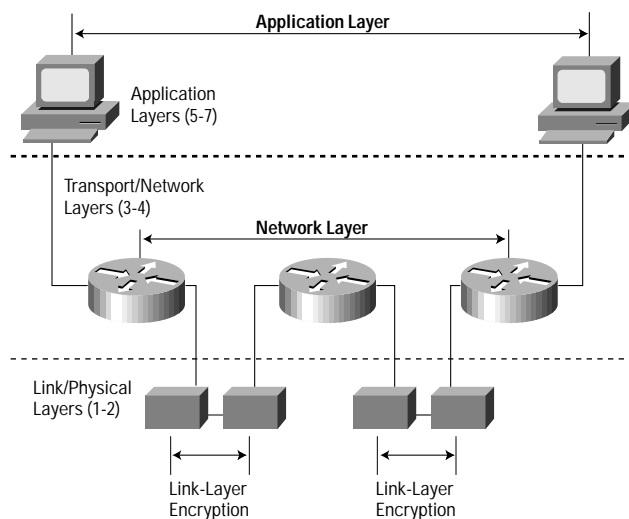 Application Layer
Application
Layers (5-7)
Transport/Network
Layers (3-4)
Network Layer
Link/Physical
Layers (1-2)
Link-Layer
Encryption
Link-Layer
Encryption